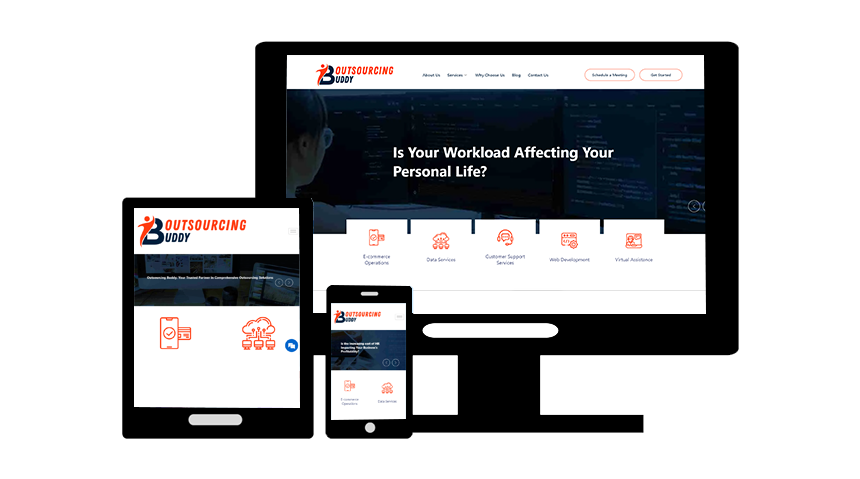 OUTSOURCING
BUDDY
About Us Services Why Choose Us Blog Contact Us
Schedule a Meeting
Get Started
Is Your Workload Affecting Your
Personal Life?
E-commerce
Operations
Data Services
Customer Support
Services
Web Development
Virtual Assistance
OUTSOURCING
BUDDY
Outsourcing Buddy: Your Trusted Partner in Comprehensive Outsourcing Solutions
OUTSOURCING
BUDDY
Is the increasing cost of HR
Impacting Your Business's
Profitability?
E-commerce
Operations
Data Services